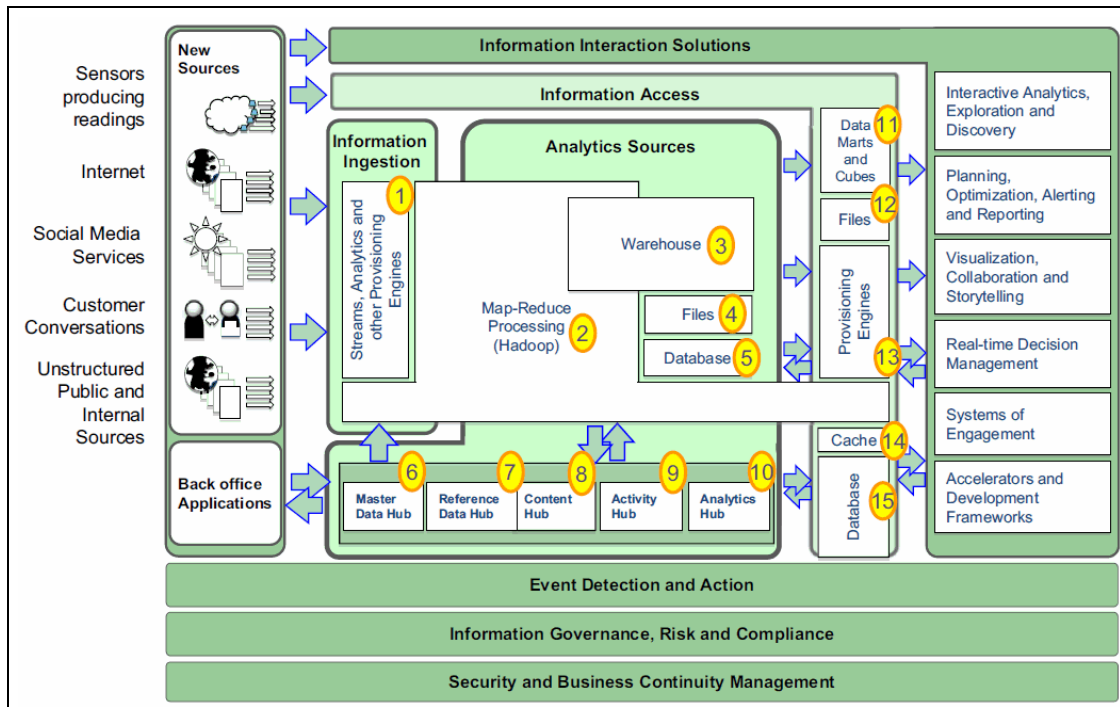 Sensors
producing
readings
Internet
Social Media
Services
Customer
Conversations
Unstructured
Public and
Internal
Sources
New
Sources
Back office
Applications
Information Interaction Solutions
Information Access
Information
Ingestion
1
Streams, Analytics and
other Provisioning
Engines
Analytics Sources
Map-Reduce
Processing
(Hadoop)
2
Warehouse
3
Files
4
Database
5
6
Master
Data Hub
7
Reference
Data Hub
8
Content
Hub
9
Activity
Hub
10
Analytics
Hub
11
Data
Marts
and
Cubes
12
Files
Provisioning
Engines
13
Cache
14
Database
15
Interactive Analytics,
Exploration and
Discovery
Planning,
Optimization, Alerting
and Reporting
Visualization,
Collaboration and
Storytelling
Real-time Decision
Management
Systems of
Engagement
Accelerators and
Development
Frameworks
Event Detection and Action
Information Governance, Risk and Compliance
Security and Business Continuity Management